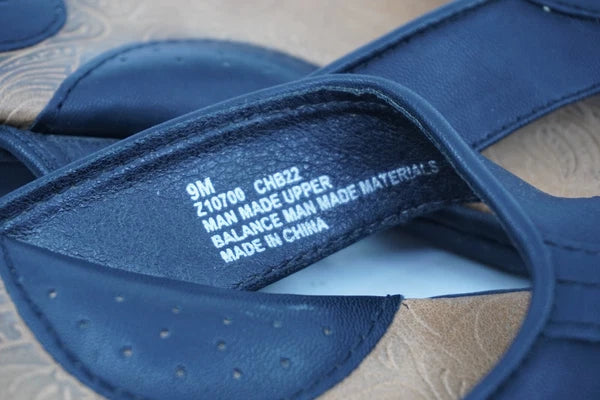 9M
Z10700 CHB22
MAN MADE UPPER
BALANCE MAN MADE MATERIALS
MADE IN CHINA